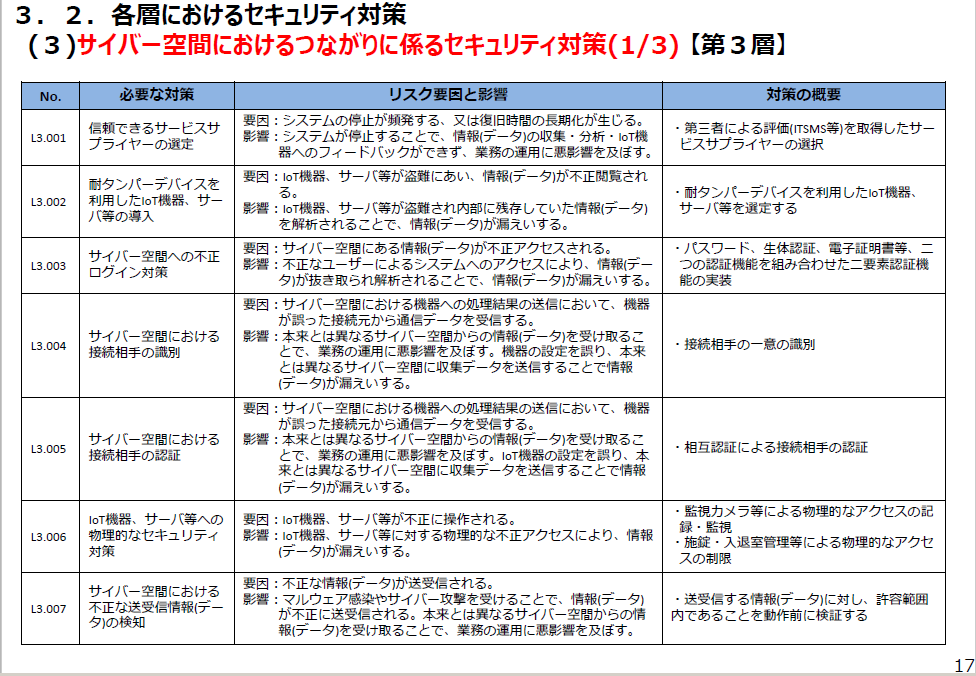 ３．２．各層におけるセキュリティ対策
（３）サイバー空間におけるつながりに係るセキュリティ対策(1/3)【第３層】
No.
必要な対策
リスク要因と影響
対策の概要
L3.001
信頼できるサービスサ
プライヤーの選定
要因：システムの停止が頻発する、又は復旧時間の長期化が生じる。
影響：システムが停止することで、情報(データ)の収集・分析・IoT機
器へのフィードバックができず、業務の運用に悪影響を及ぼす。
・第三者による評価(ITSMS等)を取得したサー
ビスサプライヤーの選択
L3.002
耐タンパーデバイスを
利用したIoT機器、サー
バ等の導入
要因：IoT機器、サーバ等が盗難にあい、情報(データ)が不正閲覧され
る。
影響：IoT機器、サーバ等が盗難され内部に残存していた情報(データ)
を解析されることで、情報(データ)が漏えいする。
・耐タンパーデバイスを利用したIoT機器、
サーバ等を選定する
L3.003
サイバー空間への不正
ログイン対策
要因：サイバー空間にある情報(データ)が不正アクセスされる。
影響：不正なユーザーによるシステムへのアクセスにより、情報(デー
タ)が抜き取られ解析されることで、情報(データ)が漏えいする。
・パスワード、生体認証、電子証明書等、二
つの認証機能を組み合わせた二要素認証機
能の実装
L3.004
サイバー空間における
接続相手の識別
要因：サイバー空間における機器への処理結果の送信において、機器
が誤った接続元から通信データを受信する。
影響：本来とは異なるサイバー空間からの情報(データ)を受け取るこ
とで、業務の運用に悪影響を及ぼす。機器の設定を誤り、本来
とは異なるサイバー空間に収集データを送信することで情報
(データ)が漏えいする。
・接続相手の一意の識別
L3.005
サイバー空間における
接続相手の認証
要因：サイバー空間における機器への処理結果の送信において、機器
が誤った接続元から通信データを受信する。
影響：本来とは異なるサイバー空間からの情報(データ)を受け取るこ
とで、業務の運用に悪影響を及ぼす。IoT機器の設定を誤り、本
来とは異なるサイバー空間に収集データを送信することで情報
(データ)が漏えいする。
・相互認証による接続相手の認証
L3.006
IoT機器、サーバ等への
物理的なセキュリティ
対策
要因：IoT機器、サーバ等が不正に操作される。
影響：IoT機器、サーバ等に対する物理的な不正アクセスにより、情報
(データ)が漏えいする。
・監視カメラ等による物理的なアクセスの記
録・監視
・施錠・入退室管理等による物理的なアクセ
スの制限
L3.007
サイバー空間における
不正な送受信情報(デー
タ)の検知
要因：不正な情報(データ)が送受信される。
影響：マルウェア感染やサイバー攻撃を受けることで、情報(データ)
が不正に送受信される。本来とは異なるサイバー空間からの情
報(データ)を受け取ることで、業務の運用に悪影響を及ぼす。
・送受信する情報(データ)に対し、許容範囲
内であることを動作前に検証する
17